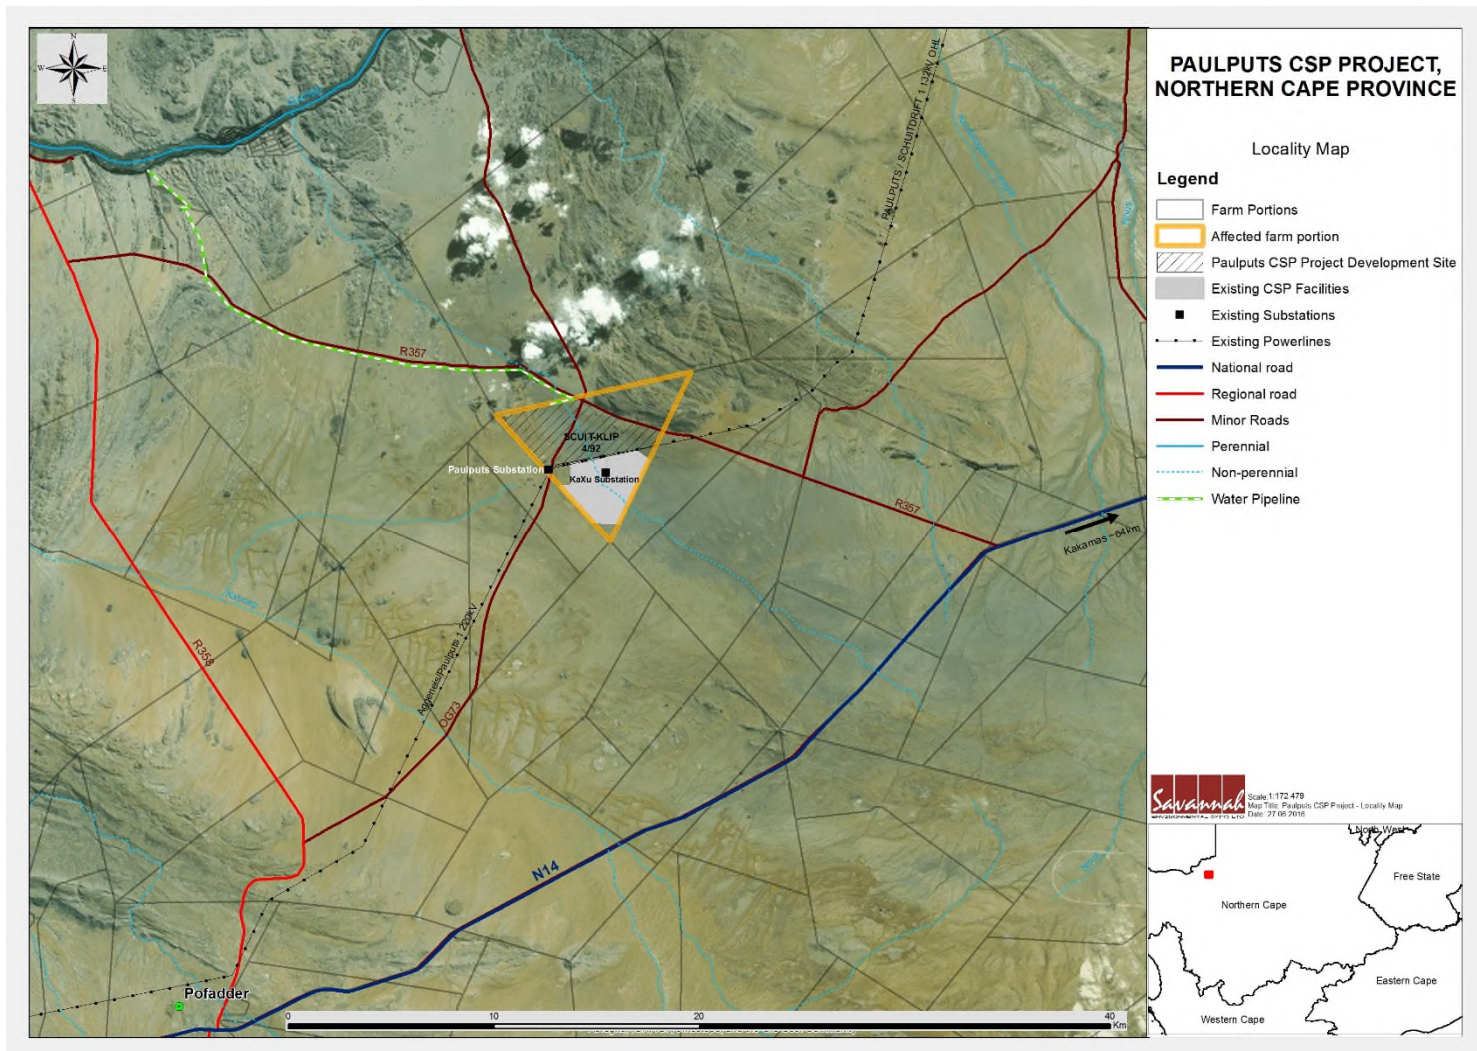 PAULPUTS CSP PROJECT,
NORTHERN CAPE PROVINCE
Locality Map
Legend
Farm Portions
Affected farm portion
Paulputs CSP Project Development Site
Existing CSP Facilities
Existing Substations
Existing Powerlines
National road
Regional road
Minor Roads
Perennial
Non-perennial
Water Pipeline
N
W E
S
PAULPUTS / SCHUITDRIFT 1 132KV OHL
R357
SCUIT-KLIP
4/92
Paulputs Substation
KaXu Substation
R357
Kakamas ~64km
Aggeneis/Paulputs 1 220KV
OG73
R358
N14
Pofadder
0 10 20 40
Km
Savannah
ENVIRONMENTAL (PTY) LTD
Scale:1:172 479
Map Title: Paulputs CSP Project - Locality Map
Date: 27 06 2016
North West
Free State
Northern Cape
Eastern Cape
Western Cape